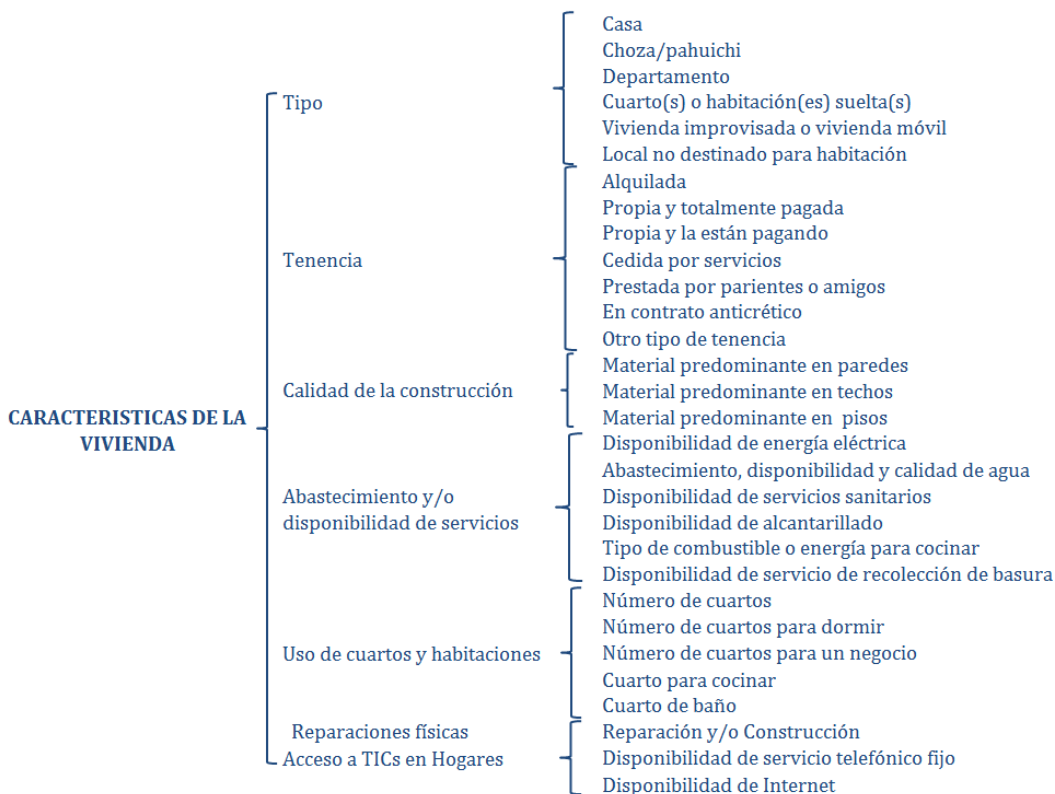 CARACTERISTICAS DE LA
VIVIENDA
Tipo
Casa
Choza/pahuichi
Departamento
Cuarto(s) o habitación(es) suelta(s)
Vivienda improvisada o vivienda móvil
Local no destinado para habitación
Tenencia
Alquilada
Propia y totalmente pagada
Propia y la están pagando
Cedida por servicios
Prestada por parientes o amigos
En contrato anticrético
Otro tipo de tenencia
Calidad de la construcción
Material predominante en paredes
Material predominante en techos
Material predominante en pisos
Abastecimiento y/o
disponibilidad de servicios
Disponibilidad de energía eléctrica
Abastecimiento, disponibilidad y calidad de agua
Disponibilidad de servicios sanitarios
Disponibilidad de alcantarillado
Tipo de combustible o energía para cocinar
Disponibilidad de servicio de recolección de basura
Uso de cuartos y habitaciones
Número de cuartos
Número de cuartos para dormir
Número de cuartos para un negocio
Cuarto para cocinar
Cuarto de baño
Reparaciones físicas
Acceso a TICs en Hogares
Reparación y/o Construcción
Disponibilidad de servicio telefónico fijo
Disponibilidad de Internet